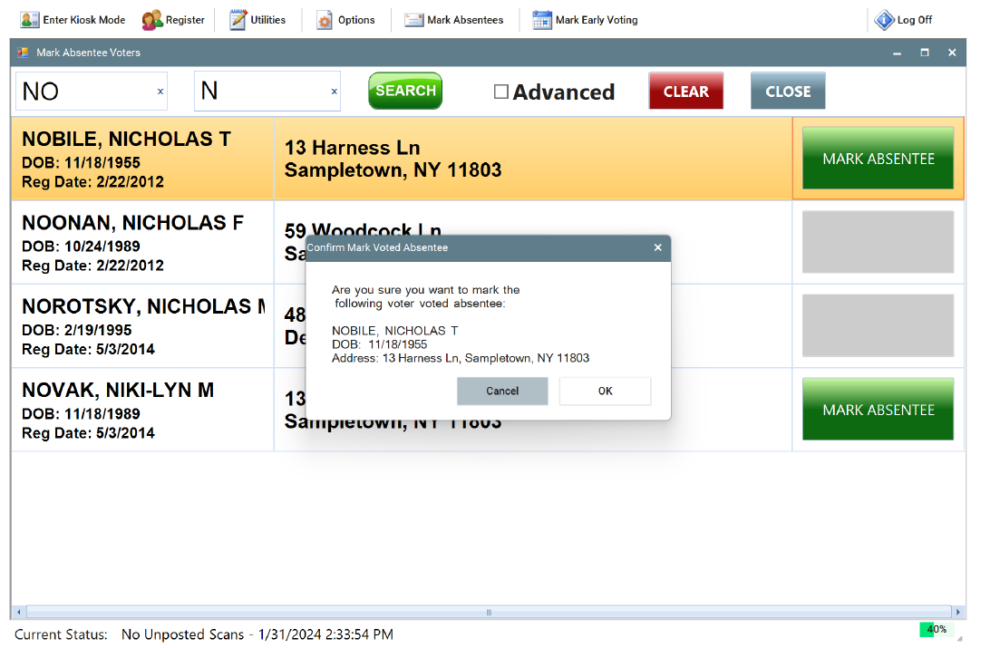 Enter Kiosk Mode Register Utilities Options Mark Absentees Mark Early Voting Log Off
Mark Absentee Voters
NO x N x SEARCH Advanced CLEAR CLOSE
NOBILE, NICHOLAS T
DOB: 11/18/1955
Reg Date: 2/22/2012
13 Harness Ln
Sampletown, NY 11803
MARK ABSENTEE
NOONAN, NICHOLAS F
DOB: 10/24/1989
Reg Date: 2/22/2012
59 Woodcock Ln
Sa
NOROTSKY, NICHOLAS
DOB: 2/19/1995
Reg Date: 5/3/2014
48
De
NOVAK, NIKI-LYN M
DOB: 11/18/1989
Reg Date: 5/3/2014
13
Sampletown, NY 11803
MARK ABSENTEE
Confirm Mark Voted Absentee
Are you sure you want to mark the
following voter voted absentee:
NOBILE, NICHOLAS T
DOB: 11/18/1955
Address: 13 Harness Ln, Sampletown, NY 11803
Cancel OK
Current Status: No Unposted Scans - 1/31/2024 2:33:54 PM
40%